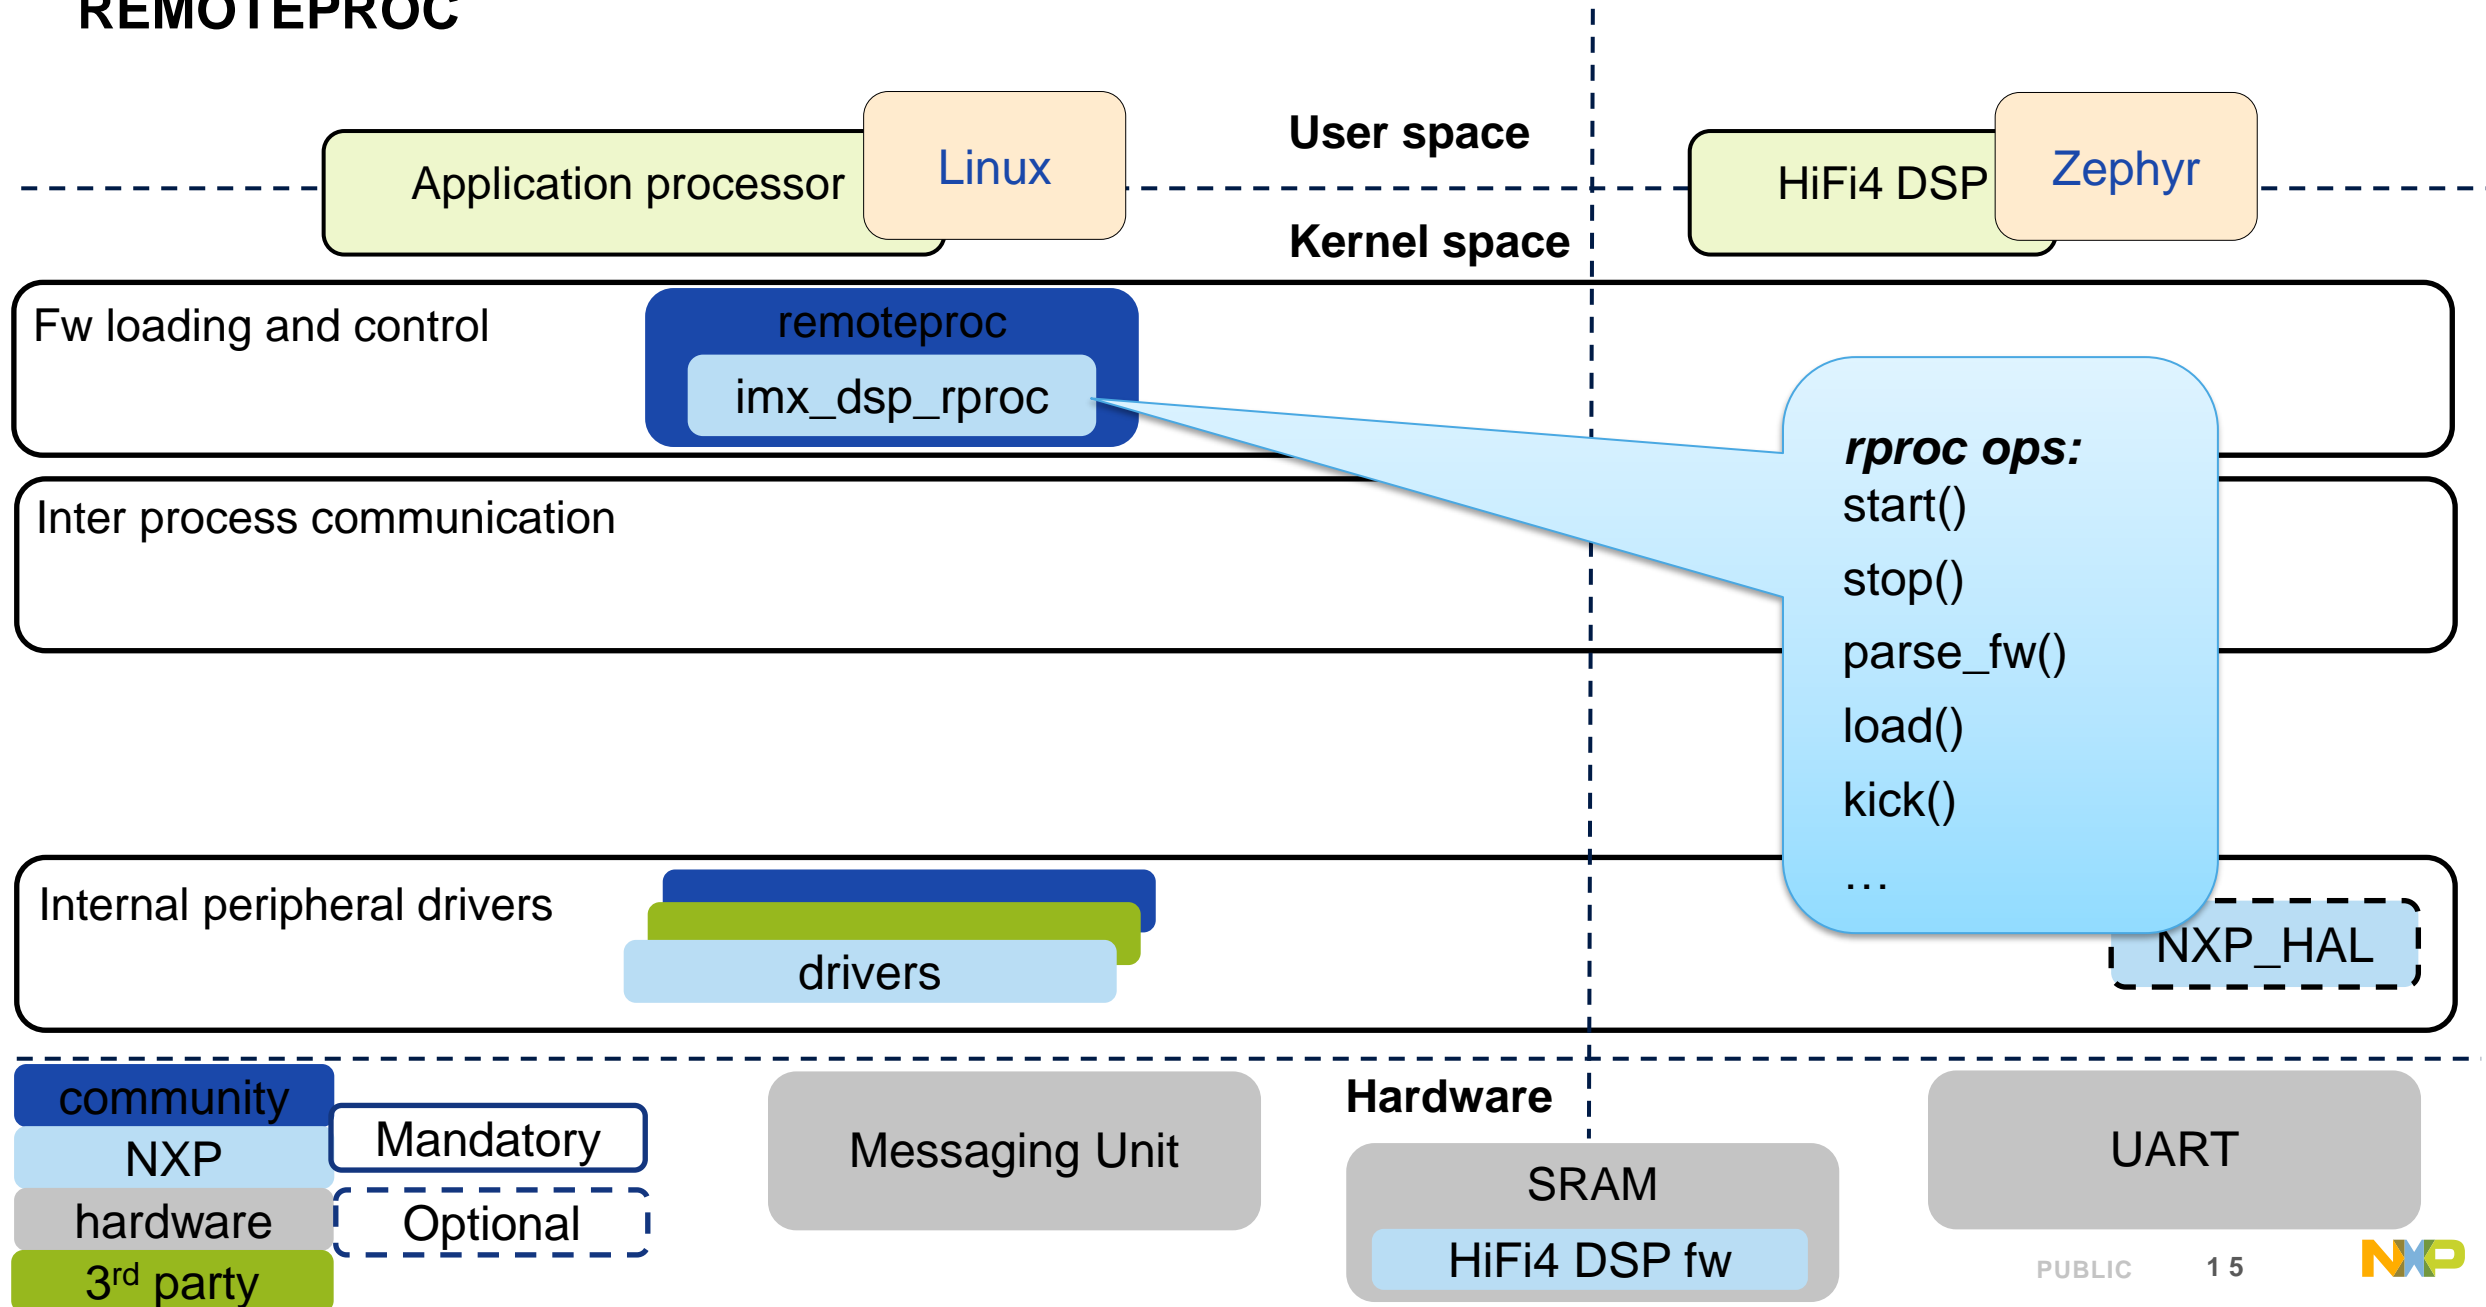 REMOTEPROC
User space
Application processor
Linux
HiFi4 DSP
Zephyr
Kernel space
Fw loading and control
remoteproc
imx_dsp_rproc
rproc ops:
start()
stop()
parse_fw()
load()
kick()
…
Inter process communication
Internal peripheral drivers
drivers
NXP_HAL
community
NXP
hardware
3rd party
Mandatory
Optional
Messaging Unit
Hardware
SRAM
HiFi4 DSP fw
UART
PUBLIC
15
NXP